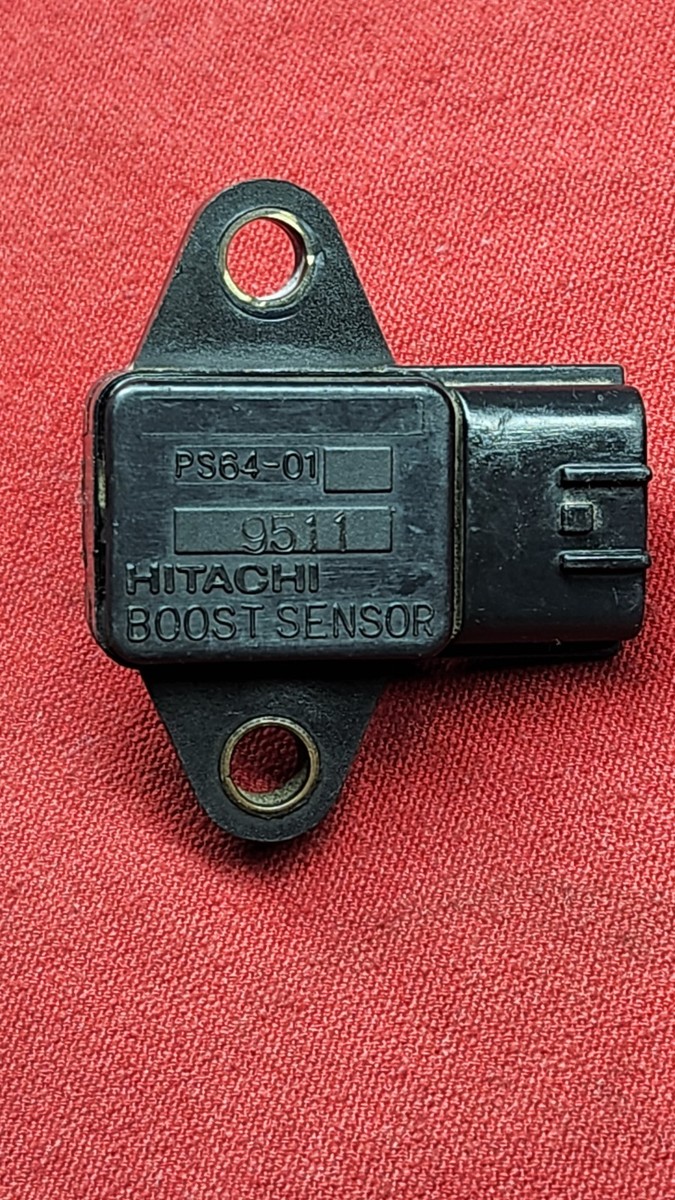 PS64-01
9511
HITACHI
BOOST SENSOR